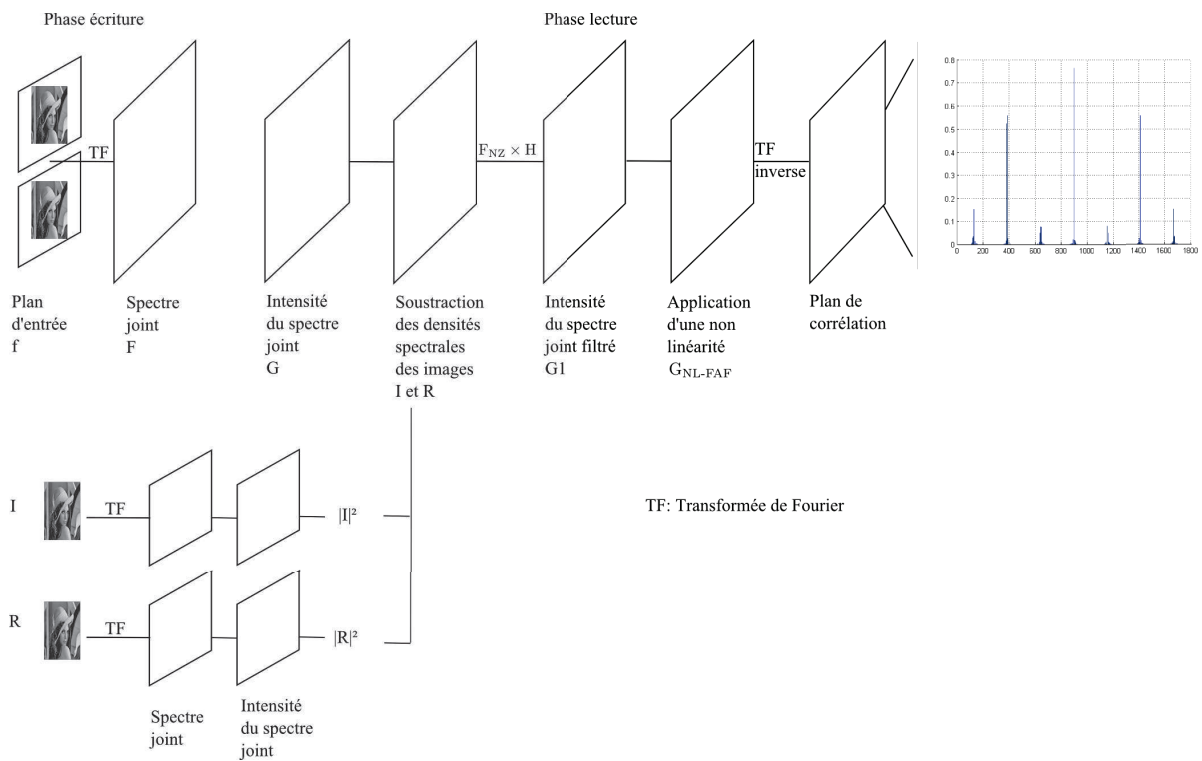 Phase écriture
Phase lecture
TF
F_NZ × H
TF
inverse
Plan
d'entrée
f
Spectre
joint
F
Intensité
du spectre
joint
G
Soustraction
des densités
spectrales
des images
I et R
Intensité
du spectre
joint filtré
G1
Application
d'une non
linéarité
G_NL-FAF
Plan de
corrélation
0.8
0.7
0.6
0.5
0.4
0.3
0.2
0.1
0
0 200 400 600 800 1000 1200 1400 1600 1800
I
TF
|I|²
TF: Transformée de Fourier
R
TF
|R|²
Spectre
joint
Intensité
du spectre
joint